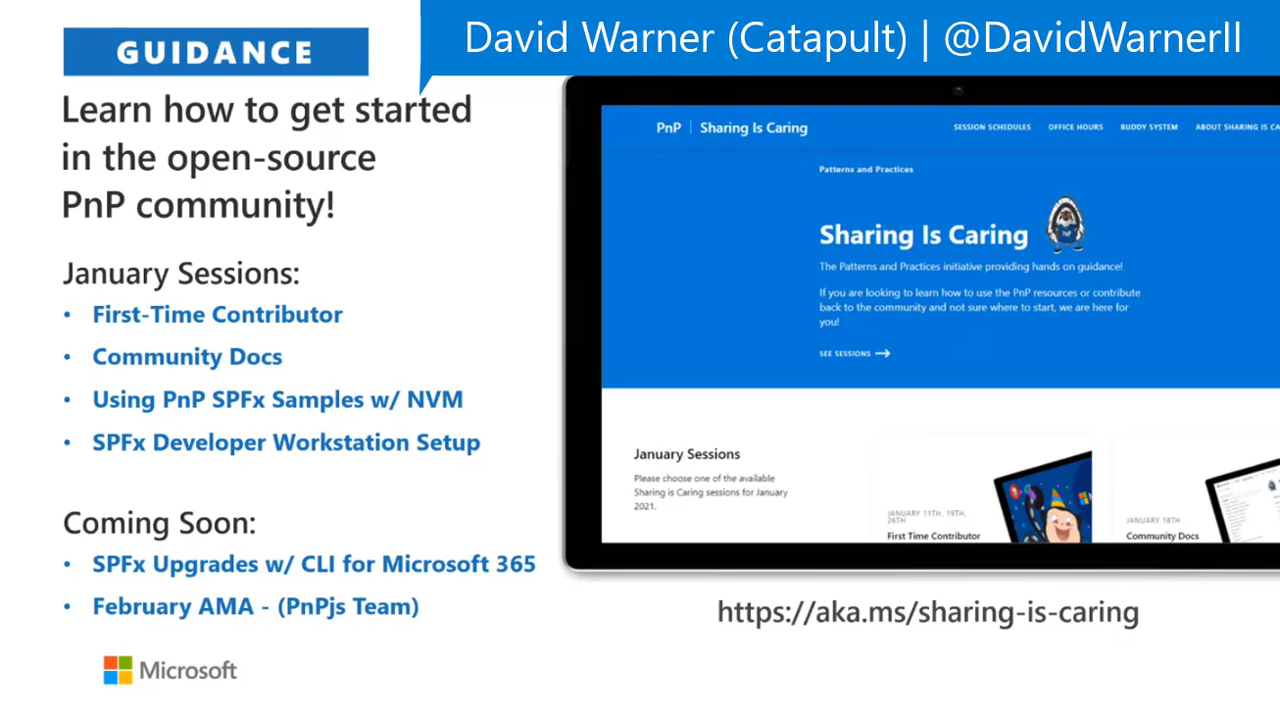 GUIDANCE
David Warner (Catapult) | @DavidWarnerII
Learn how to get started
in the open-source
PnP community!
January Sessions:
• First-Time Contributor
• Community Docs
• Using PnP SPFx Samples w/ NVM
• SPFx Developer Workstation Setup
Coming Soon:
• SPFx Upgrades w/ CLI for Microsoft 365
• February AMA - (PnPjs Team)
Microsoft
PnP | Sharing Is Caring
SESSION SCHEDULES OFFICE HOURS BUDDY SYSTEM ABOUT SHARING IS CA
Patterns and Practices
Sharing Is Caring
PnP
The Patterns and Practices initiative providing hands on guidance!
If you are looking to learn how to use the PnP resources or contribute
back to the community and not sure where to start, we are here for
you!
SEE SESSIONS
January Sessions
Please choose one of the available
Sharing is Caring sessions for January
2021.
JANUARY 11TH, 19TH,
26TH
First Time Contributor
JANUARY 18TH
Community Docs
https://aka.ms/sharing-is-caring